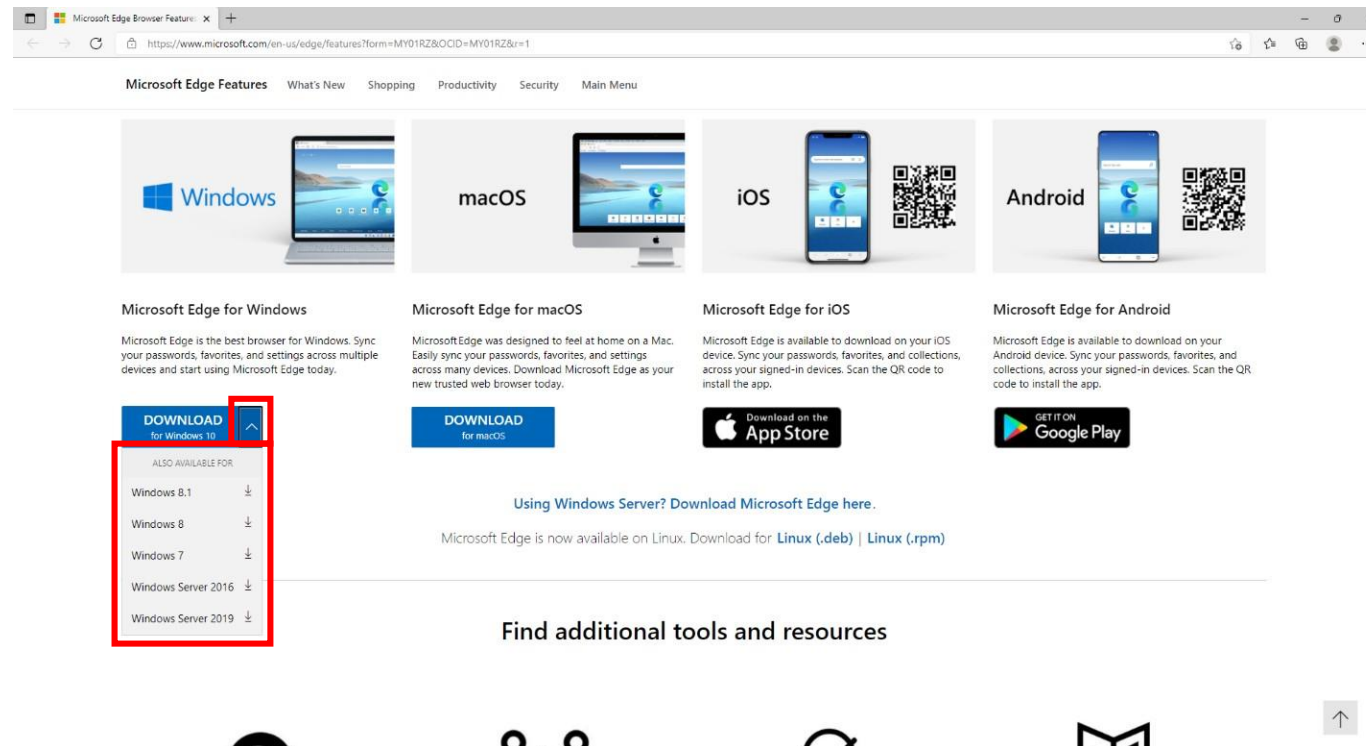 Microsoft Edge Browser Feature
https://www.microsoft.com/en-us/edge/features?form=MY01RZ&OCID=MY01RZ&r=1
Microsoft Edge Features What's New Shopping Productivity Security Main Menu
Windows
macOS
iOS
Android
Microsoft Edge for Windows
Microsoft Edge is the best browser for Windows. Sync
your passwords, favorites, and settings across multiple
devices and start using Microsoft Edge today.
DOWNLOAD
for Windows 10
ALSO AVAILABLE FOR
Windows 8.1
Windows 8
Windows 7
Windows Server 2016
Windows Server 2019
Microsoft Edge for macOS
Microsoft Edge was designed to feel at home on a Mac.
Easily sync your passwords, favorites, and settings
across many devices. Download Microsoft Edge as your
new trusted web browser today.
DOWNLOAD
for macOS
Microsoft Edge for iOS
Microsoft Edge is available to download on your iOS
device. Sync your passwords, favorites, and collections,
across your signed-in devices. Scan the QR code to
install the app.
Download on the
App Store
Microsoft Edge for Android
Microsoft Edge is available to download on your
Android device. Sync your passwords, favorites, and
collections, across your signed-in devices. Scan the QR
code to install the app.
GET IT ON
Google Play
Using Windows Server? Download Microsoft Edge here.
Microsoft Edge is now available on Linux. Download for Linux (.deb) | Linux (.rpm)
Find additional tools and resources